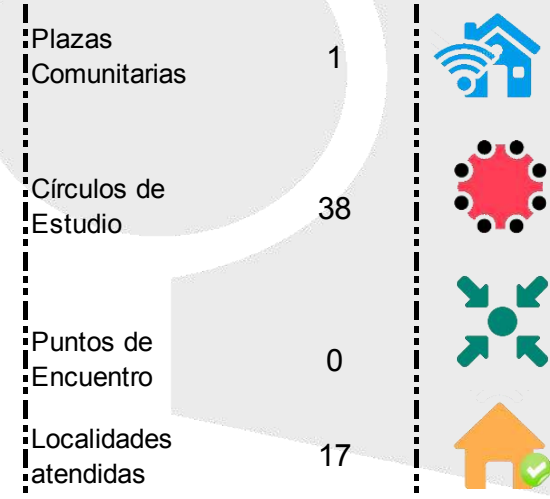 Plazas
Comunitarias 1
Círculos de
Estudio 38
Puntos de
Encuentro 0
Localidades
atendidas 17